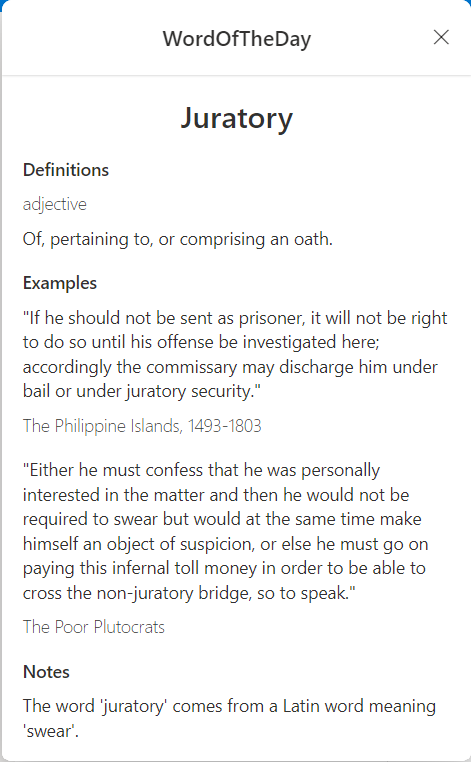 WordOfTheDay
Juratory
Definitions
adjective
Of, pertaining to, or comprising an oath.
Examples
"If he should not be sent as prisoner, it will not be right
to do so until his offense be investigated here;
accordingly the commissary may discharge him under
bail or under juratory security."
The Philippine Islands, 1493-1803
"Either he must confess that he was personally
interested in the matter and then he would not be
required to swear but would at the same time make
himself an object of suspicion, or else he must go on
paying this infernal toll money in order to be able to
cross the non-juratory bridge, so to speak."
The Poor Plutocrats
Notes
The word 'juratory' comes from a Latin word meaning
'swear'.